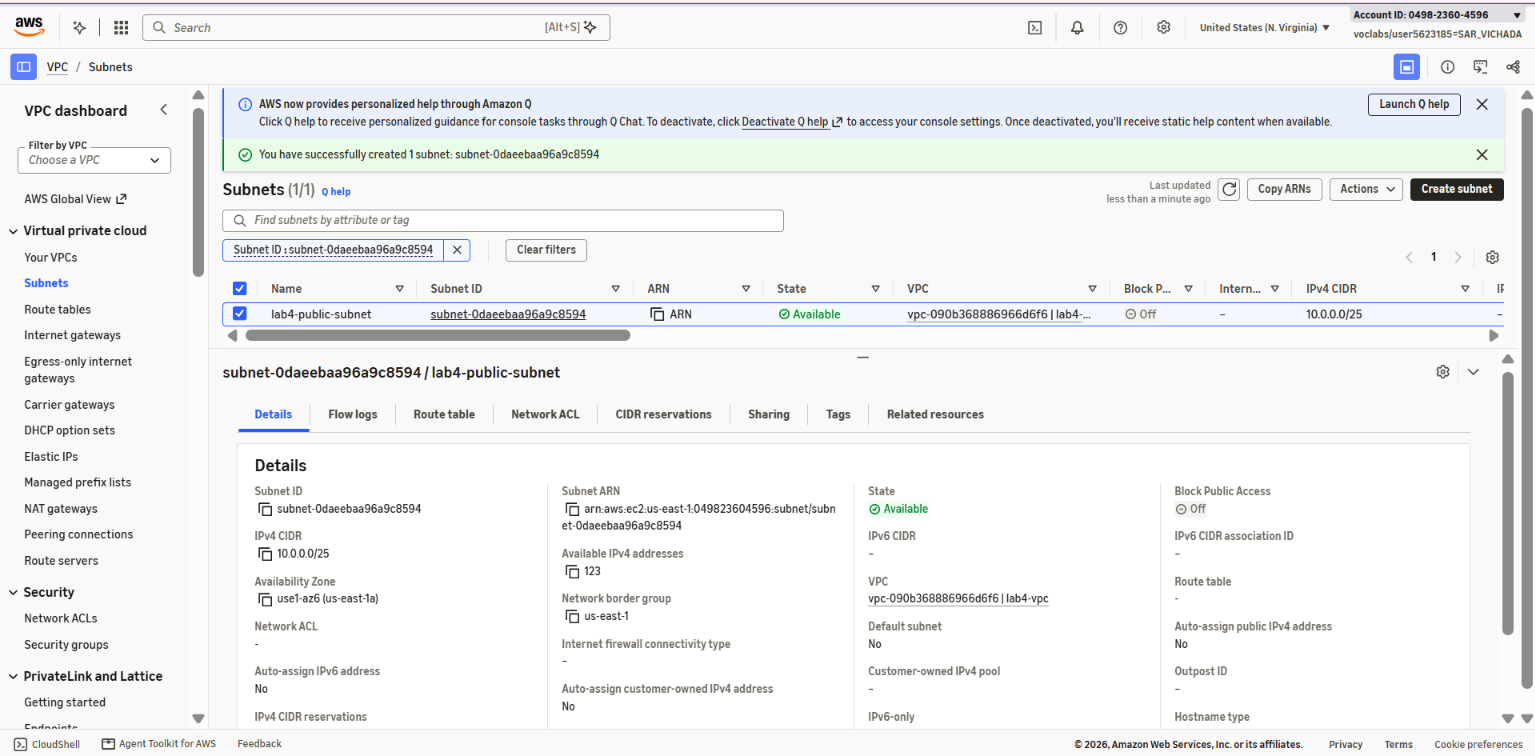 aws
Search [Alt+S]
United States (N. Virginia) ▼
Account ID: 0498-2360-4596 ▼
voclabs/user5623185=SAR_VICHADA
VPC / Subnets
VPC dashboard
Filter by VPC
Choose a VPC
AWS Global View
Virtual private cloud
Your VPCs
Subnets
Route tables
Internet gateways
Egress-only internet
gateways
Carrier gateways
DHCP option sets
Elastic IPs
Managed prefix lists
NAT gateways
Peering connections
Route servers
Security
Network ACLs
Security groups
PrivateLink and Lattice
Getting started
Endpoints
AWS now provides personalized help through Amazon Q
Click Q help to receive personalized guidance for console tasks through Q Chat. To deactivate, click Deactivate Q help to access your console settings. Once deactivated, you'll receive static help content when available.
Launch Q help
You have successfully created 1 subnet: subnet-0daeebaa96a9c8594
Subnets (1/1) Q help
Last updated
less than a minute ago
Copy ARNs
Actions
Create subnet
Find subnets by attribute or tag
Subnet ID : subnet-0daeebaa96a9c8594
Clear filters
1
Name Subnet ID ARN State VPC Block P... Intern... IPv4 CIDR IP
lab4-public-subnet subnet-0daeebaa96a9c8594 ARN Available vpc-090b368886966d6f6 | lab4-... Off – 10.0.0.0/25 –
subnet-0daeebaa96a9c8594 / lab4-public-subnet
Details Flow logs Route table Network ACL CIDR reservations Sharing Tags Related resources
Details
Subnet ID
subnet-0daeebaa96a9c8594
IPv4 CIDR
10.0.0.0/25
Availability Zone
use1-az6 (us-east-1a)
Network ACL
-
Auto-assign IPv6 address
No
IPv4 CIDR reservations
Subnet ARN
arn:aws:ec2:us-east-1:049823604596:subnet/subn
et-0daeebaa96a9c8594
Available IPv4 addresses
123
Network border group
us-east-1
Internet firewall connectivity type
–
Auto-assign customer-owned IPv4 address
No
State
Available
IPv6 CIDR
–
VPC
vpc-090b368886966d6f6 | lab4-vpc
Default subnet
No
Customer-owned IPv4 pool
–
IPv6-only
Block Public Access
Off
IPv6 CIDR association ID
–
Route table
-
Auto-assign public IPv4 address
No
Outpost ID
–
Hostname type
CloudShell
Agent Toolkit for AWS
Feedback
© 2026, Amazon Web Services, Inc. or its affiliates.
Privacy
Terms
Cookie preferences